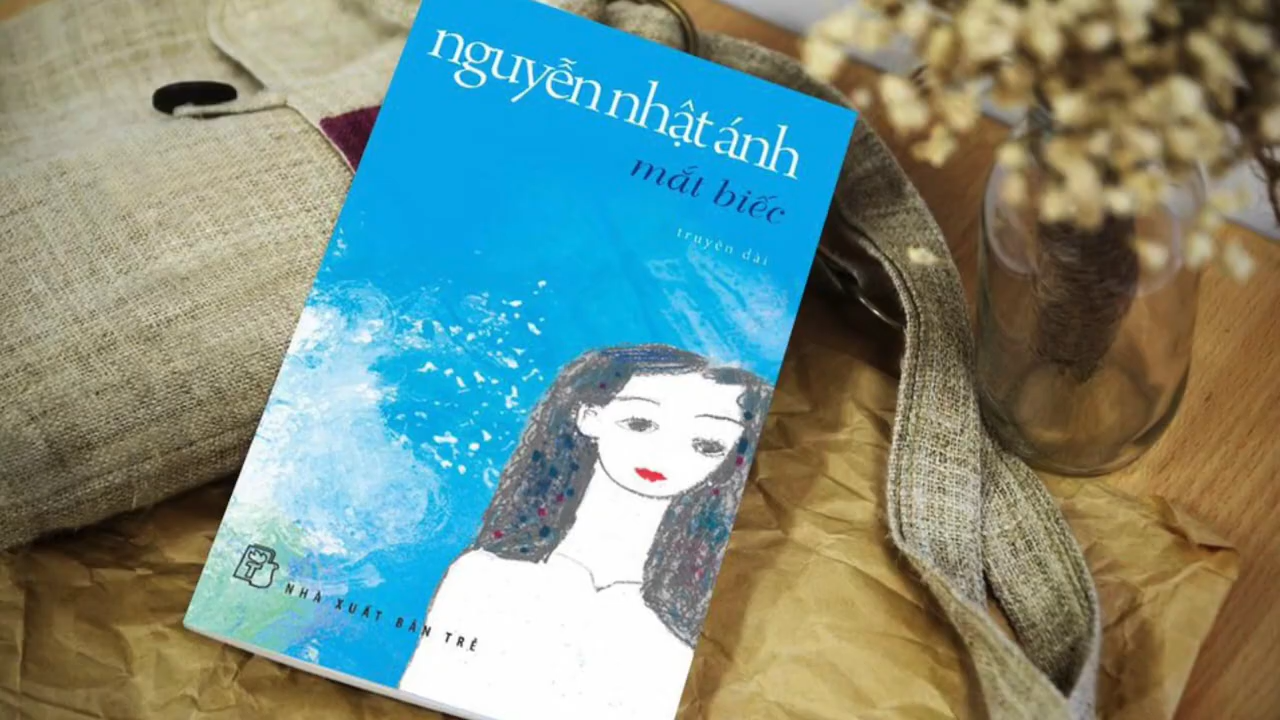 nguyễn nhật ánh
mắt biếc
truyện dài
NHÀ XUẤT BẢN TRẺ